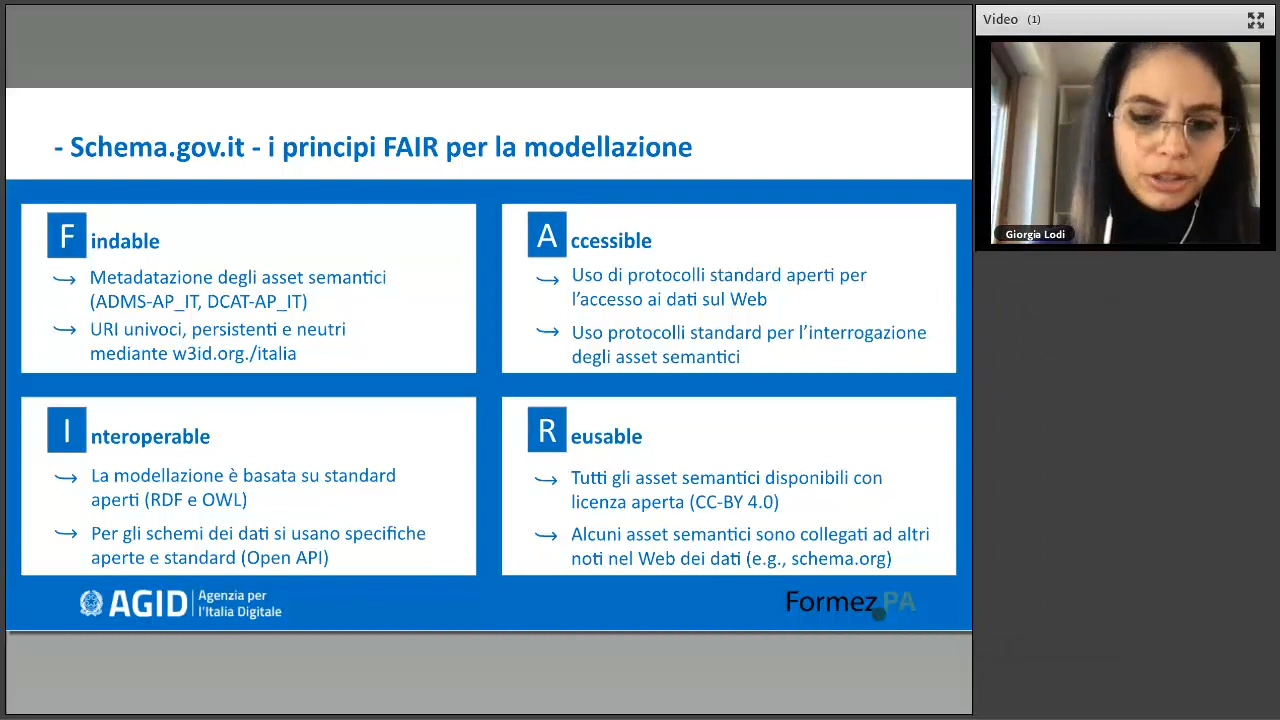 Video (1)
- Schema.gov.it - i principi FAIR per la modellazione
F indable
Metadatazione degli asset semantici
(ADMS-AP_IT, DCAT-AP_IT)
URI univoci, persistenti e neutri
mediante w3id.org./italia
A ccessible
Uso di protocolli standard aperti per
l’accesso ai dati sul Web
Uso protocolli standard per l’interrogazione
degli asset semantici
I nteroperable
La modellazione è basata su standard
aperti (RDF e OWL)
Per gli schemi dei dati si usano specifiche
aperte e standard (Open API)
R eusable
Tutti gli asset semantici disponibili con
licenza aperta (CC-BY 4.0)
Alcuni asset semantici sono collegati ad altri
noti nel Web dei dati (e.g., schema.org)
AGID Agenzia per
l’Italia Digitale
Formez PA
Giorgia Lodi